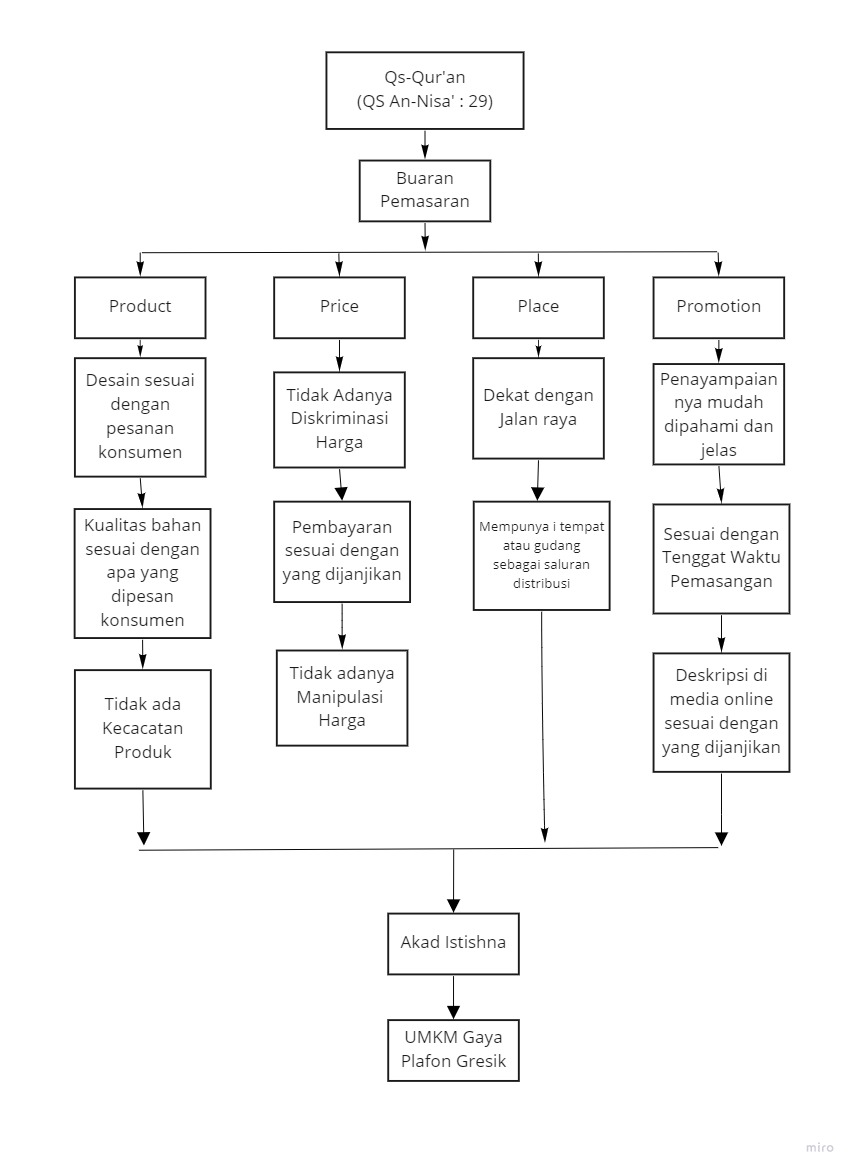 Qs-Qur'an
(QS An-Nisa' : 29)
Buaran
Pemasaran
Product
Price
Place
Promotion
Desain sesuai
dengan
pesanan
konsumen
Tidak Adanya
Diskriminasi
Harga
Dekat dengan
Jalan raya
Penayampaian
nya mudah
dipahami dan
jelas
Kualitas bahan
sesuai dengan
apa yang
dipesan
konsumen
Pembayaran
sesuai dengan
yang dijanjikan
Mempunya i tempat
atau gudang
sebagai saluran
distribusi
Sesuai dengan
Tenggat Waktu
Pemasangan
Tidak ada
Kecacatan
Produk
Tidak adanya
Manipulasi
Harga
Deskripsi di
media online
sesuai dengan
yang dijanjikan
Akad Istishna
UMKM Gaya
Plafon Gresik
miro